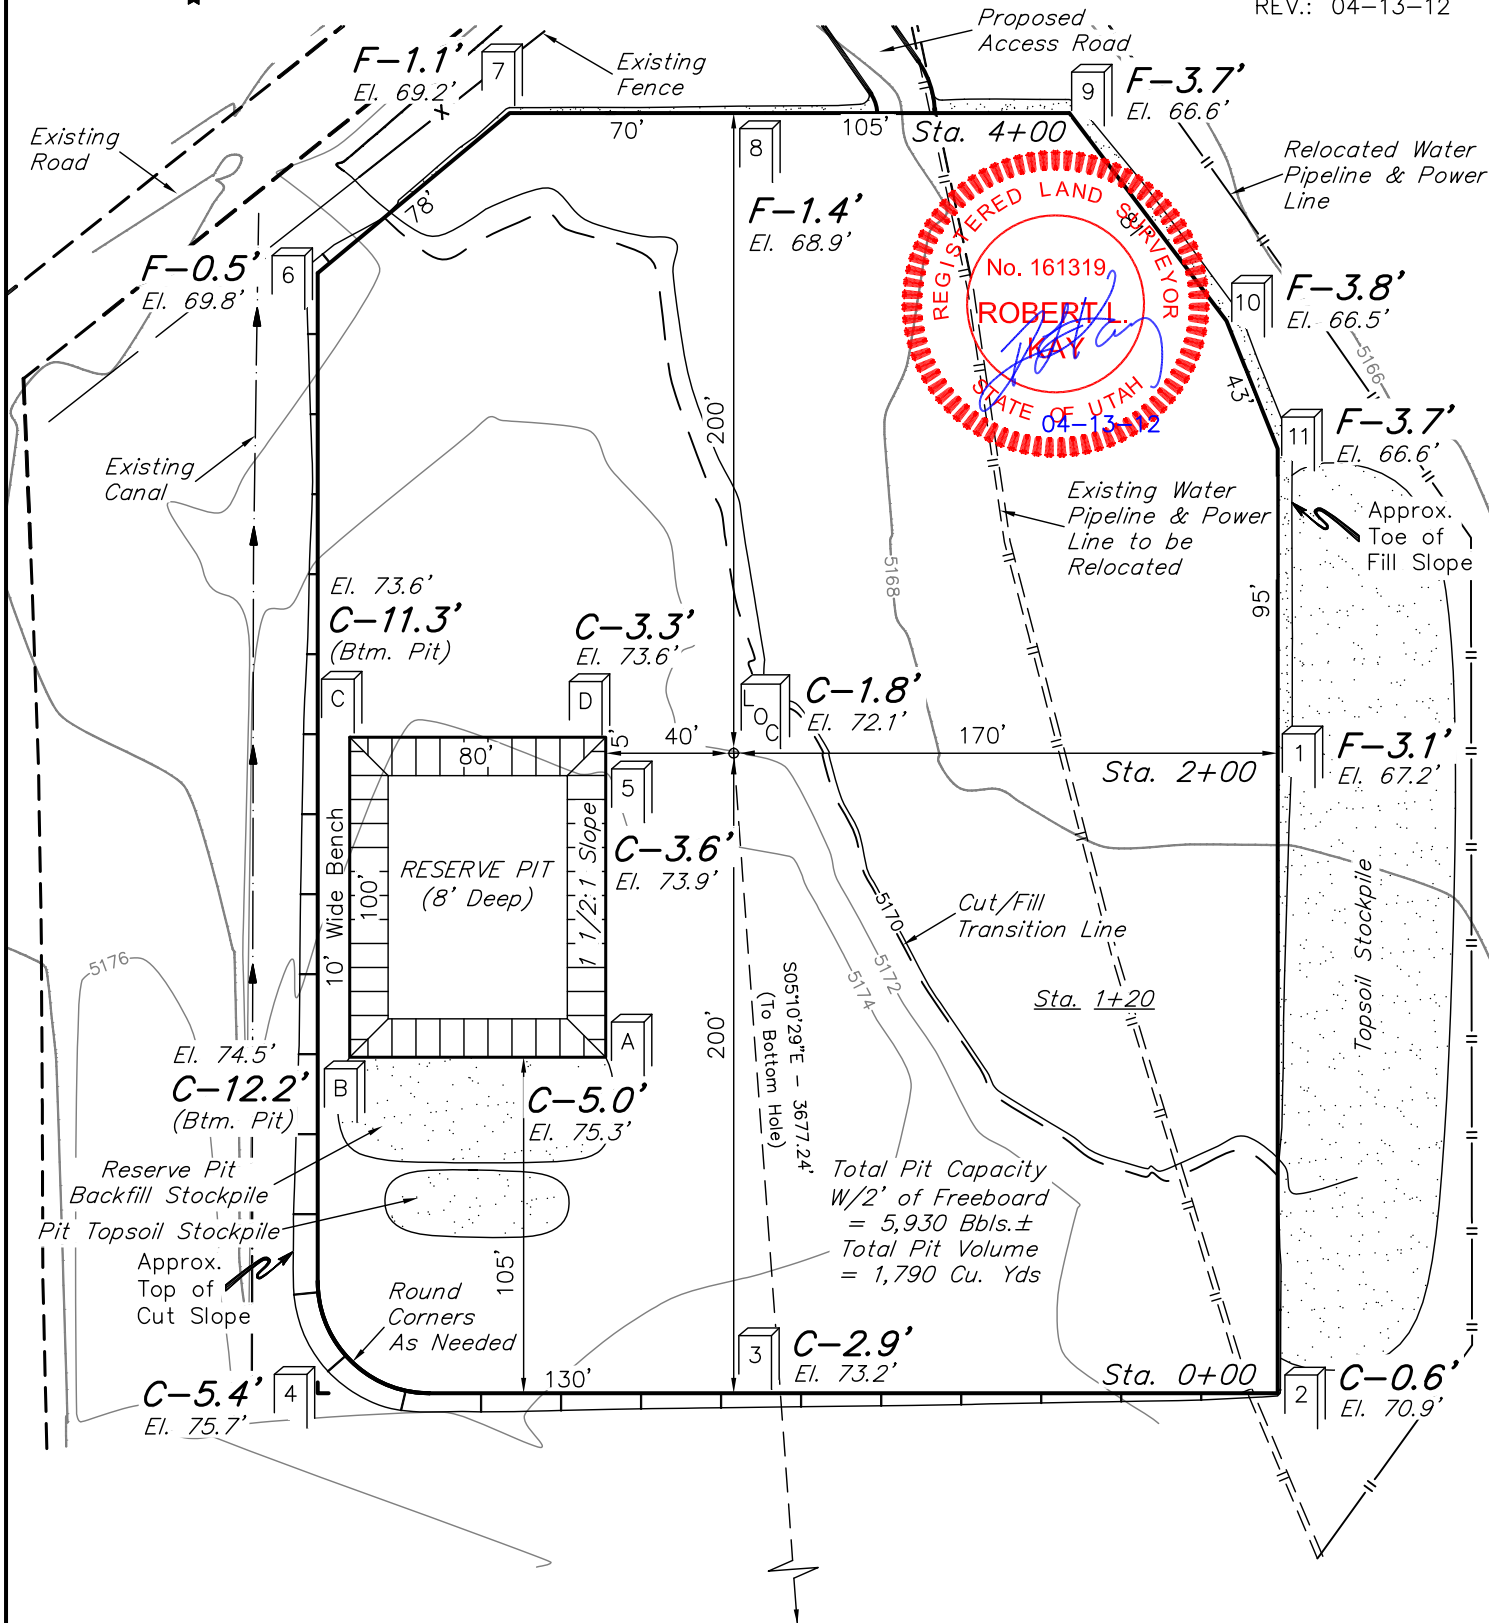 REV.: 04-13-12
Proposed
Access Road
F-1.1'
El. 69.2'
7
Existing
Fence
x
9
F-3.7'
El. 66.6'
Existing
Road
70'
8
105'
Sta. 4+00
Relocated Water
Pipeline & Power
Line
78'
F-1.4'
El. 68.9'
81'
REGISTERED LAND SURVEYOR
No. 161319
ROBERT L.
KAY
STATE OF UTAH
04-13-12
F-0.5'
El. 69.8'
6
10
F-3.8'
El. 66.5'
5166
43'
200'
11
F-3.7'
El. 66.6'
Existing
Canal
Existing Water
Pipeline & Power
Line to be
Relocated
Approx.
Toe of
Fill Slope
5168
95'
El. 73.6'
C-11.3'
(Btm. Pit)
C-3.3'
El. 73.6'
C
D
LOC
C-1.8'
El. 72.1'
5'
40'
170'
80'
Sta. 2+00
1
F-3.1'
El. 67.2'
5
C-3.6'
El. 73.9'
10' Wide Bench
100'
RESERVE PIT
(8' Deep)
1 1/2:1 Slope
5170
Cut/Fill
Transition Line
Topsoil Stockpile
5176
5174
5172
Sta. 1+20
S05°10'29"E - 3677.24'
(To Bottom Hole)
200'
A
El. 74.5'
C-12.2'
(Btm. Pit)
B
C-5.0'
El. 75.3'
Reserve Pit
Backfill Stockpile
Pit Topsoil Stockpile
Total Pit Capacity
W/2' of Freeboard
= 5,930 Bbls.±
Total Pit Volume
= 1,790 Cu. Yds
Approx.
Top of
Cut Slope
105'
Round
Corners
As Needed
3
C-2.9'
El. 73.2'
C-5.4'
El. 75.7'
4
130'
Sta. 0+00
2
C-0.6'
El. 70.9'